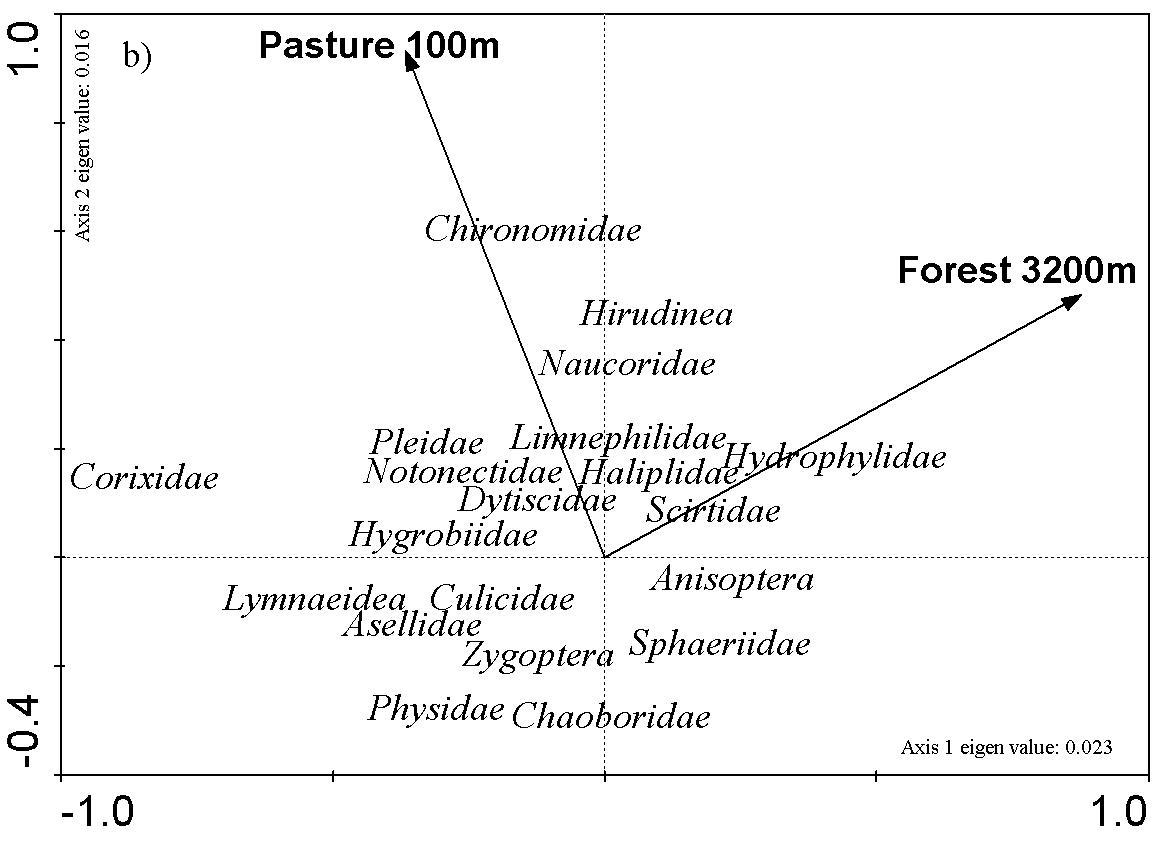 1.0
Axis 2 eigen value: 0.016
b)
Pasture 100m
Chironomidae
Forest 3200m
Hirudinea
Naucoridae
Pleidae
Limnephilidae
Hydrophylidae
Corixidae
Notonectidae
Haliplidae
Dytiscidae
Scirtidae
Hygrobiidae
Anisoptera
Lymnaeidea
Culicidae
Asellidae
Zygoptera
Sphaeriidae
Physidae
Chaoboridae
-0.4
Axis 1 eigen value: 0.023
-1.0
1.0